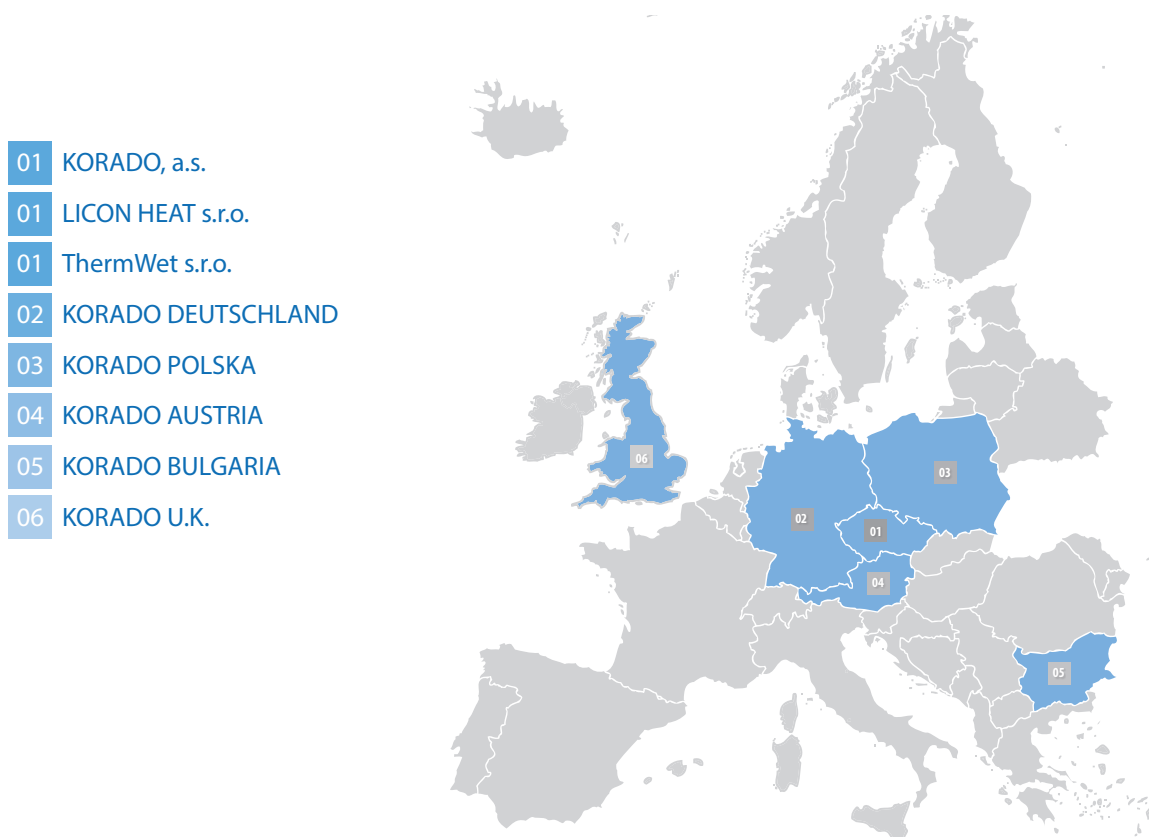 01 KORADO, a.s.
01 LICON HEAT s.r.o.
01 ThermWet s.r.o.
02 KORADO DEUTSCHLAND
03 KORADO POLSKA
04 KORADO AUSTRIA
05 KORADO BULGARIA
06 KORADO U.K.
06
03
02
01
04
05